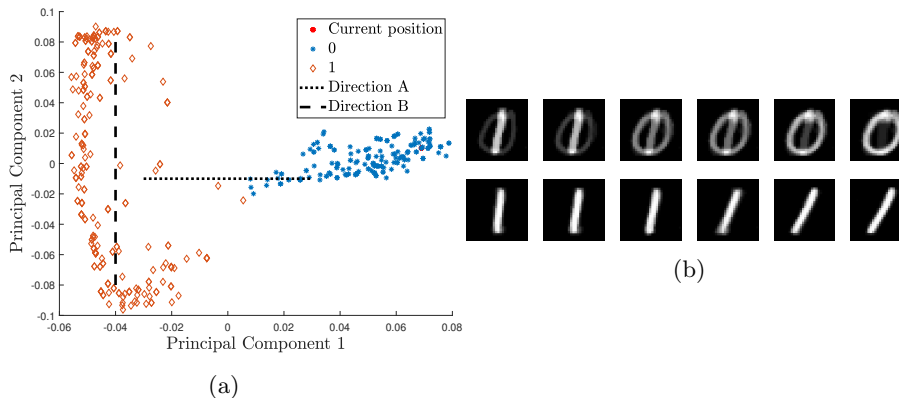 0.1
0.08
0.06
0.04
0.02
0
-0.02
-0.04
-0.06
-0.08
-0.1
Principal Component 2
-0.06 -0.04 -0.02 0 0.02 0.04 0.06 0.08
Principal Component 1
Current position
0
1
Direction A
Direction B
(a)
(b)